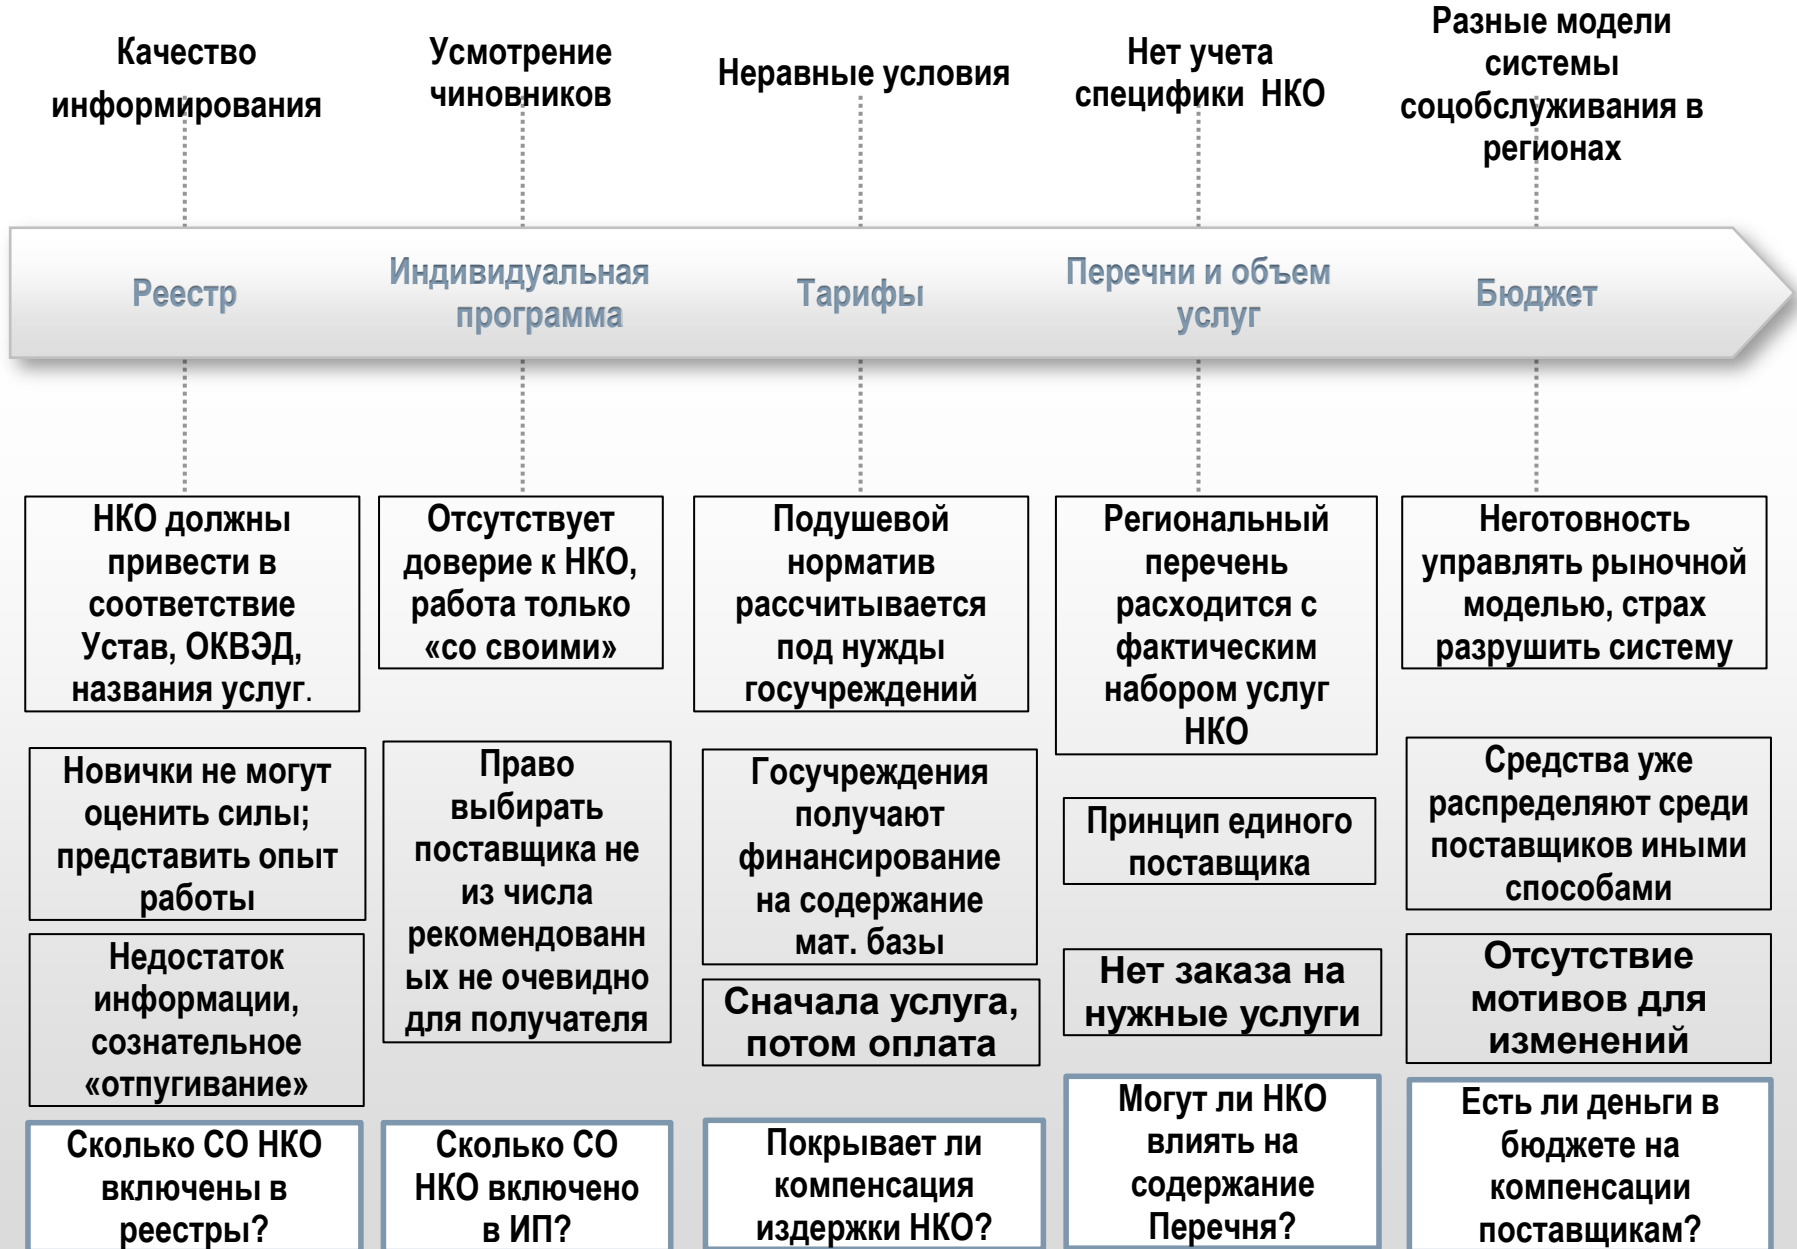 Качество
информирования
Усмотрение
чиновников
Неравные условия
Нет учета
специфики НКО
Разные модели
системы
соцобслуживания в
регионах
Реестр
Индивидуальная
программа
Тарифы
Перечни и объем
услуг
Бюджет
НКО должны
привести в
соответствие
Устав, ОКВЭД,
названия услуг.
Новички не могут
оценить силы;
представить опыт
работы
Недостаток
информации,
сознательное
«отпугивание»
Сколько СО НКО
включены в
реестры?
Отсутствует
доверие к НКО,
работа только
«со своими»
Право
выбирать
поставщика не
из числа
рекомендованн
ых не очевидно
для получателя
Сколько СО
НКО включено
в ИП?
Подушевой
норматив
рассчитывается
под нужды
госучреждений
Госучреждения
получают
финансирование
на содержание
мат. базы
Сначала услуга,
потом оплата
Покрывает ли
компенсация
издержки НКО?
Региональный
перечень
расходится с
фактическим
набором услуг
НКО
Принцип единого
поставщика
Нет заказа на
нужные услуги
Могут ли НКО
влиять на
содержание
Перечня?
Неготовность
управлять рыночной
моделью, страх
разрушить систему
Средства уже
распределяют среди
поставщиков иными
способами
Отсутствие
мотивов для
изменений
Есть ли деньги в
бюджете на
компенсации
поставщикам?